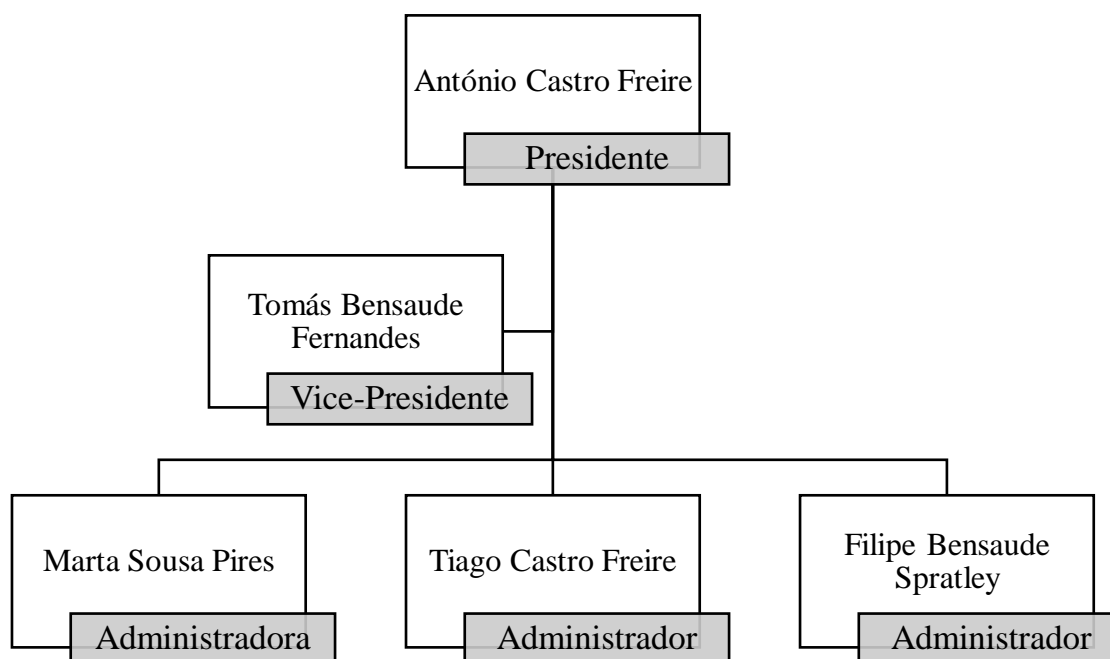 António Castro Freire
Presidente
Tomás Bensaude
Fernandes
Vice-Presidente
Marta Sousa Pires
Administradora
Tiago Castro Freire
Administrador
Filipe Bensaude
Spratley
Administrador